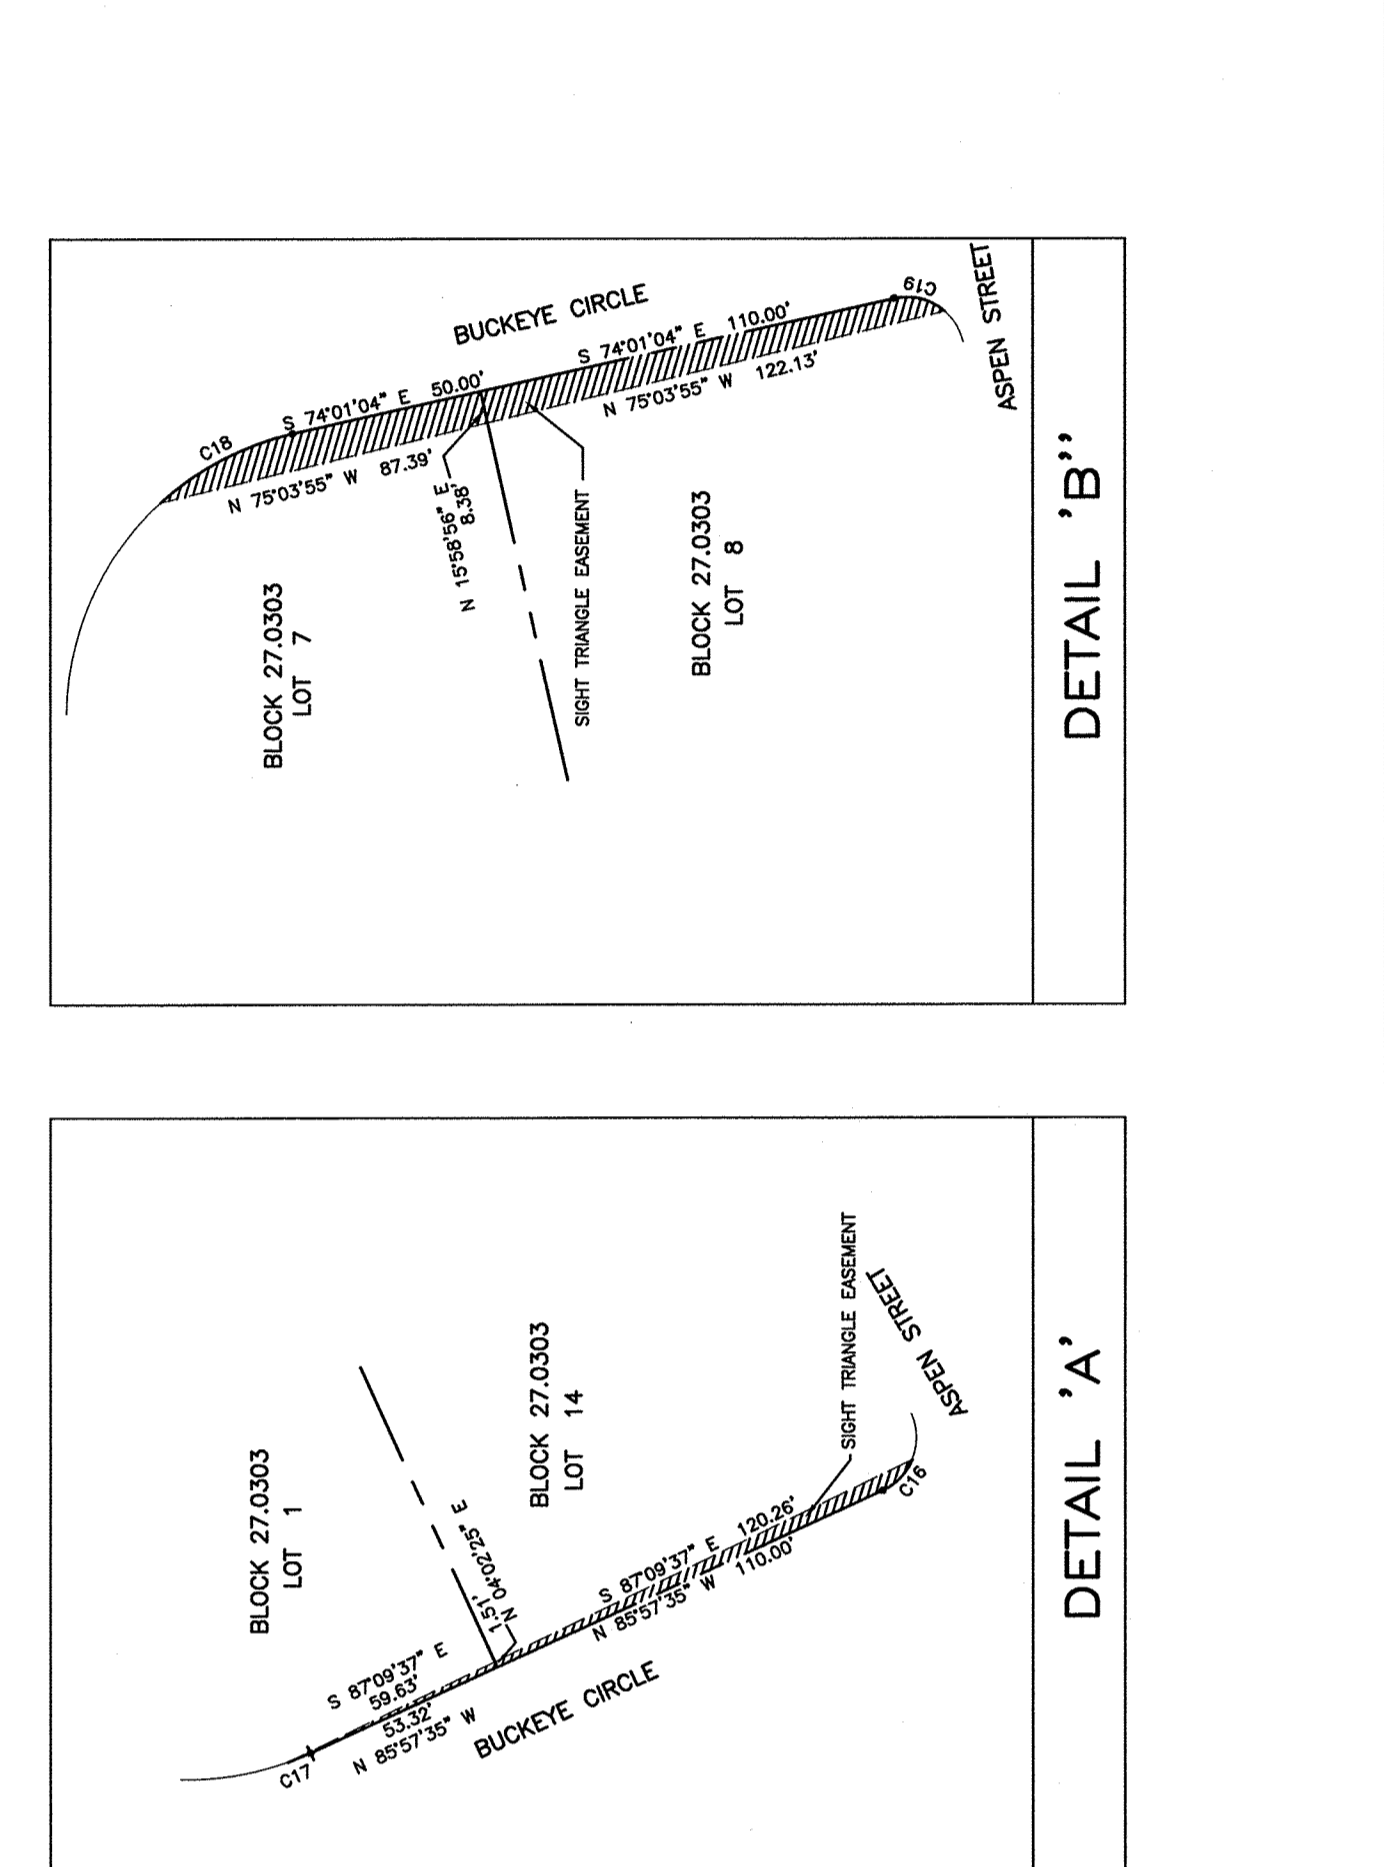 BUCKEYE CIRCLE
C19
ASPEN STREET
S 74°01'04" E 110.00'
N 75°03'55" W 122.13'
S 74°01'04" E 50.00'
C18
N 75°03'55" W 87.39'
N 15°58'56" E
8.38'
SIGHT TRIANGLE EASEMENT
BLOCK 27.0303
LOT 7
BLOCK 27.0303
LOT 8
DETAIL 'B"
SIGHT TRIANGLE EASEMENT
ASPEN STREET
BLOCK 27.0303
LOT 14
BLOCK 27.0303
LOT 1
N 04°02'25" E
1.51'
S 87°09'37" E 120.26'
N 85°57'35" W 110.00'
C16
S 87°09'37" E
59.63'
53.32'
N 85°57'35" W
C17
BUCKEYE CIRCLE
DETAIL 'A'